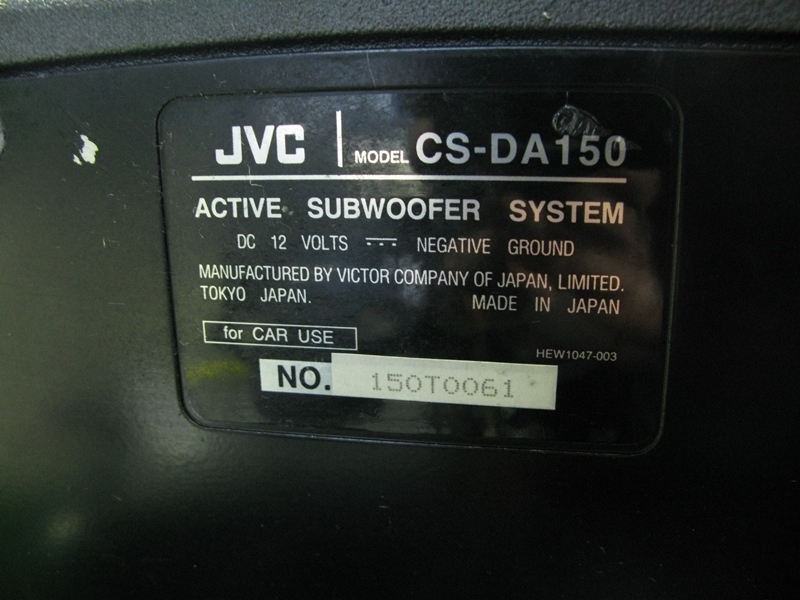 JVC MODEL CS-DA150
ACTIVE SUBWOOFER SYSTEM
DC 12 VOLTS ⎓ NEGATIVE GROUND
MANUFACTURED BY VICTOR COMPANY OF JAPAN, LIMITED.
TOKYO JAPAN. MADE IN JAPAN
for CAR USE
HEW1047-003
NO. 150T0061